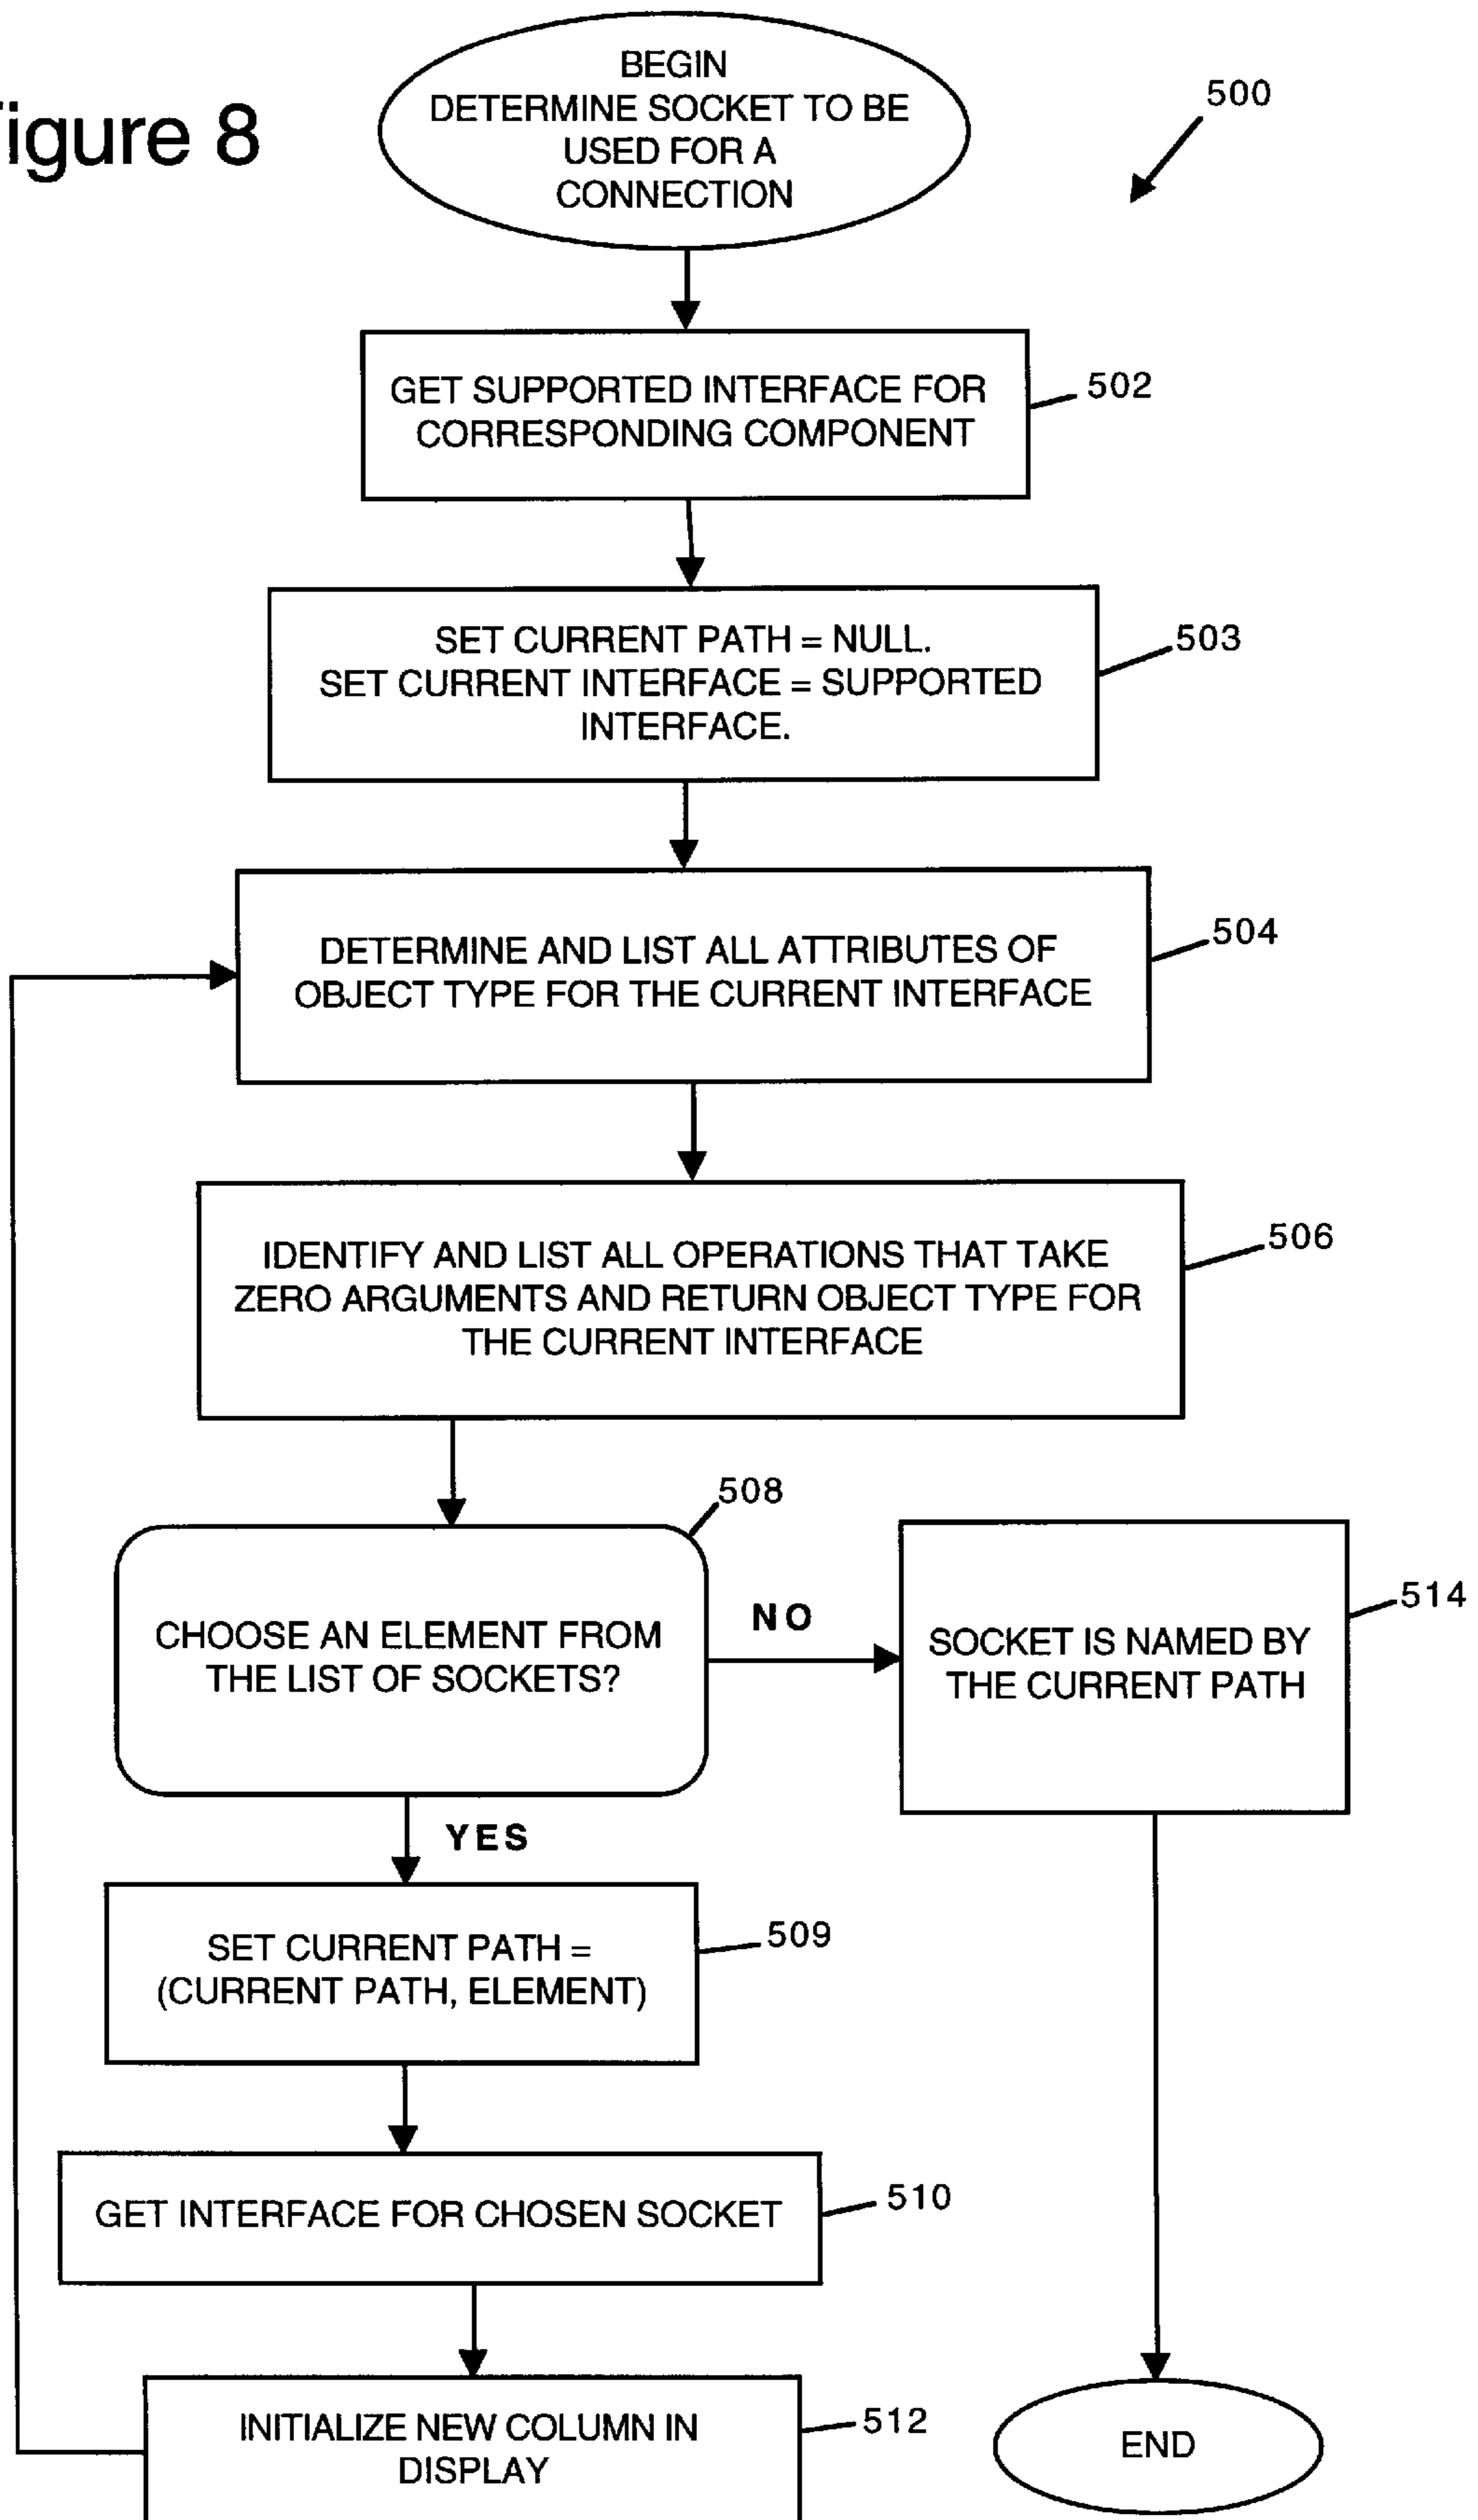 igure 8
BEGIN
DETERMINE SOCKET TO BE
USED FOR A
CONNECTION
500
GET SUPPORTED INTERFACE FOR
CORRESPONDING COMPONENT
502
SET CURRENT PATH = NULL.
SET CURRENT INTERFACE = SUPPORTED
INTERFACE.
503
DETERMINE AND LIST ALL ATTRIBUTES OF
OBJECT TYPE FOR THE CURRENT INTERFACE
504
IDENTIFY AND LIST ALL OPERATIONS THAT TAKE
ZERO ARGUMENTS AND RETURN OBJECT TYPE FOR
THE CURRENT INTERFACE
506
508
CHOOSE AN ELEMENT FROM
THE LIST OF SOCKETS?
NO
SOCKET IS NAMED BY
THE CURRENT PATH
514
YES
SET CURRENT PATH =
(CURRENT PATH, ELEMENT)
509
GET INTERFACE FOR CHOSEN SOCKET
510
INITIALIZE NEW COLUMN IN
DISPLAY
512
END